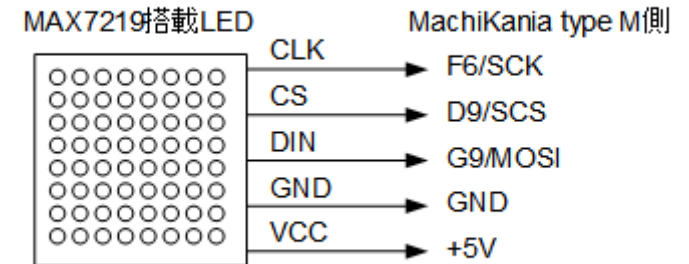 MAX7219搭載LED MachiKania type M側
CLK F6/SCK
CS D9/SCS
DIN G9/MOSI
GND GND
VCC +5V